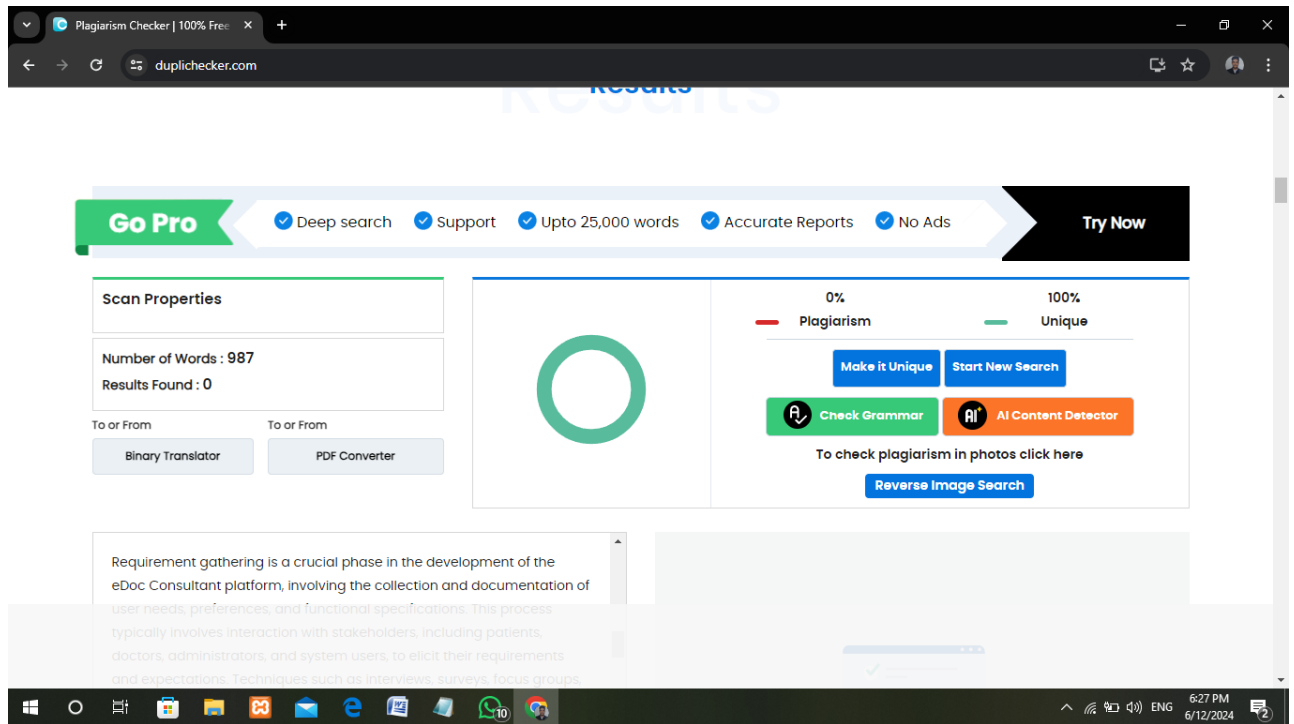 Plagiarism Checker | 100% Free
duplichecker.com
Results
Results
Go Pro
Deep search
Support
Upto 25,000 words
Accurate Reports
No Ads
Try Now
Scan Properties
Number of Words : 987
Results Found : 0
To or From
To or From
Binary Translator
PDF Converter
0%
Plagiarism
100%
Unique
Make it Unique
Start New Search
Check Grammar
AI Content Detector
To check plagiarism in photos click here
Reverse Image Search
Requirement gathering is a crucial phase in the development of the
eDoc Consultant platform, involving the collection and documentation of
user needs, preferences, and functional specifications. This process
typically involves interaction with stakeholders, including patients,
doctors, administrators, and system users, to elicit their requirements
and expectations. Techniques such as interviews, surveys, focus groups,
10
ENG
6:27 PM
6/12/2024
2